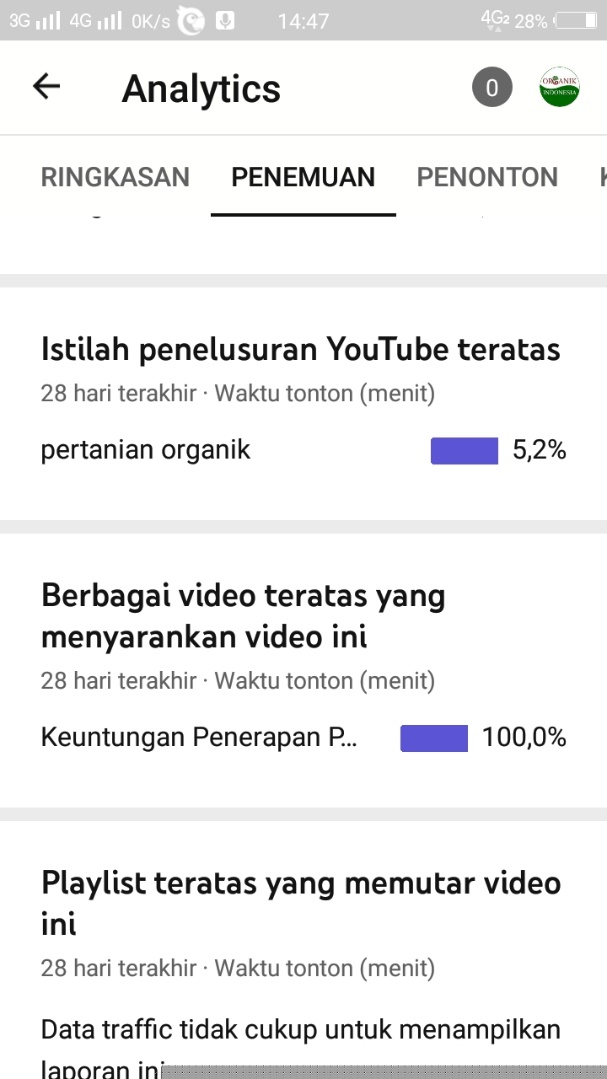 3G 4G 0K/s 14:47 4G2 28%
Analytics 0 ORGANIK INDONESIA
RINGKASAN PENEMUAN PENONTON
Istilah penelusuran YouTube teratas
28 hari terakhir · Waktu tonton (menit)
pertanian organik 5,2%
Berbagai video teratas yang
menyarankan video ini
28 hari terakhir · Waktu tonton (menit)
Keuntungan Penerapan P... 100,0%
Playlist teratas yang memutar video
ini
28 hari terakhir · Waktu tonton (menit)
Data traffic tidak cukup untuk menampilkan
laporan ini